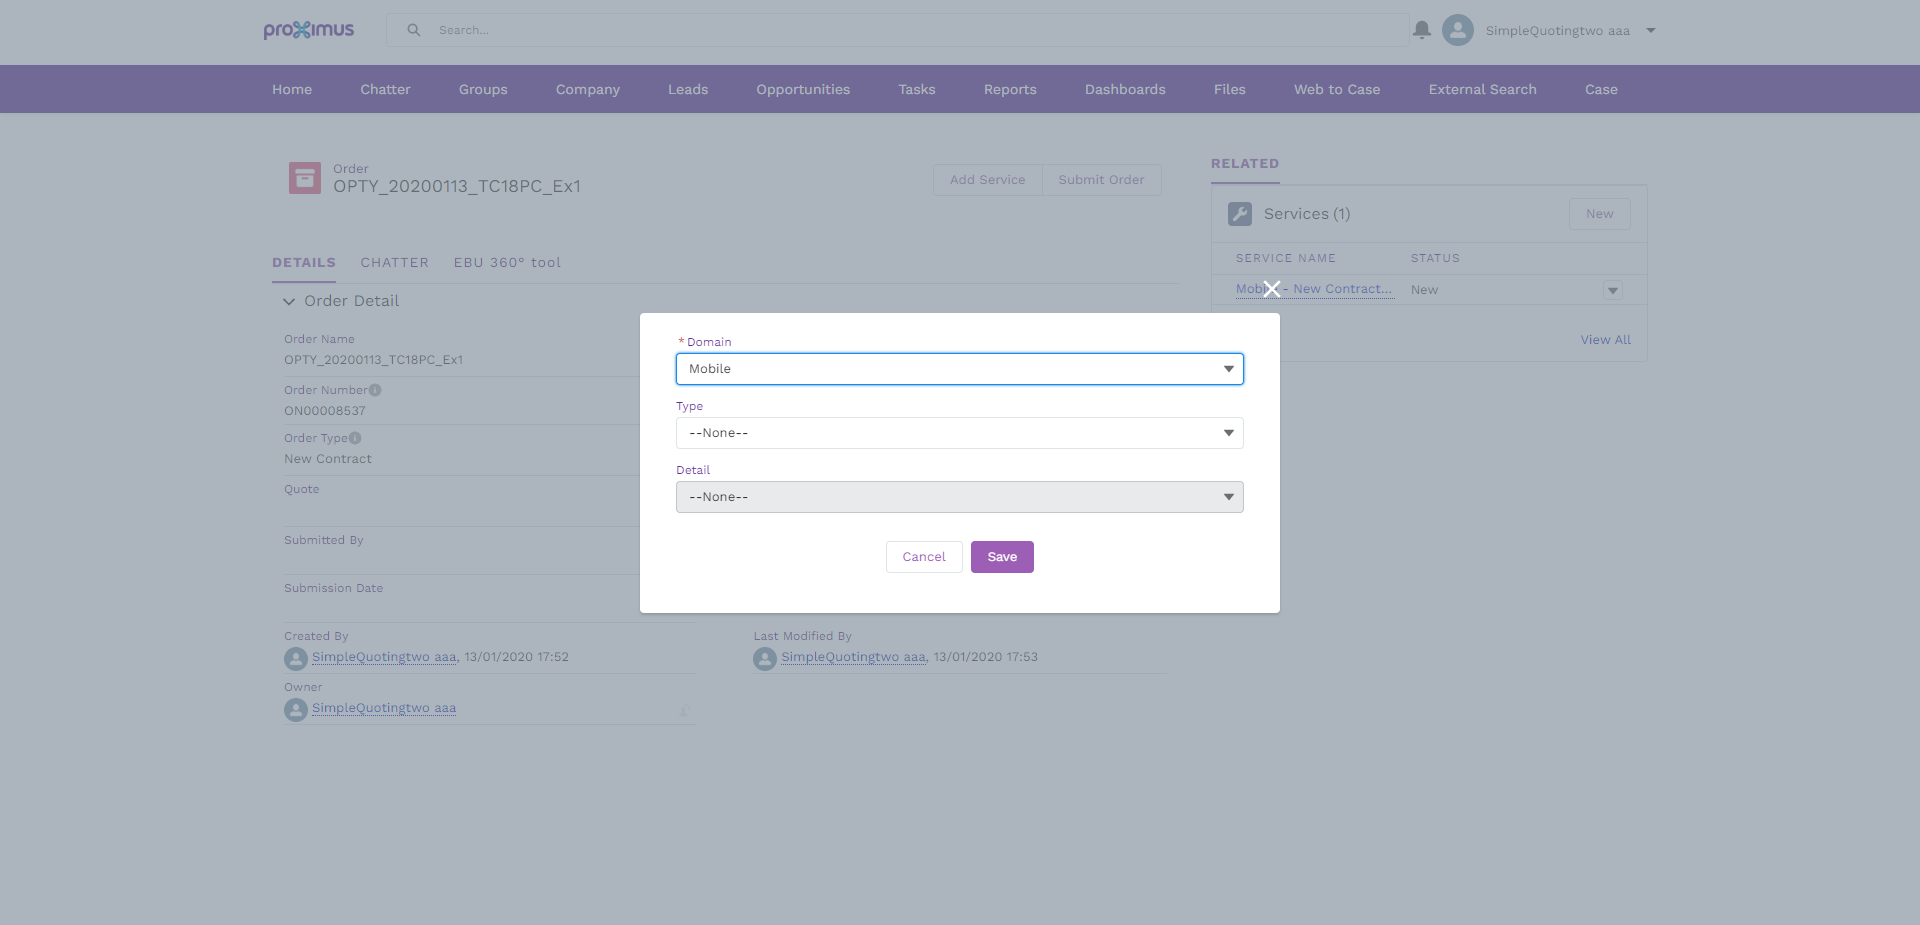 proximus
Search...
SimpleQuotingtwo aaa
Home Chatter Groups Company Leads Opportunities Tasks Reports Dashboards Files Web to Case External Search Case
Order
OPTY_20200113_TC18PC_Ex1
Add Service Submit Order
DETAILS CHATTER EBU 360° tool
Order Detail
Order Name
OPTY_20200113_TC18PC_Ex1
Order Number
ON00008537
Order Type
New Contract
Quote
Submitted By
Submission Date
Created By
SimpleQuotingtwo aaa, 13/01/2020 17:52
Last Modified By
SimpleQuotingtwo aaa, 13/01/2020 17:53
Owner
SimpleQuotingtwo aaa
RELATED
Services (1)
New
SERVICE NAME STATUS
Mobile - New Contract... New
View All
* Domain
Mobile
Type
--None--
Detail
--None--
Cancel Save